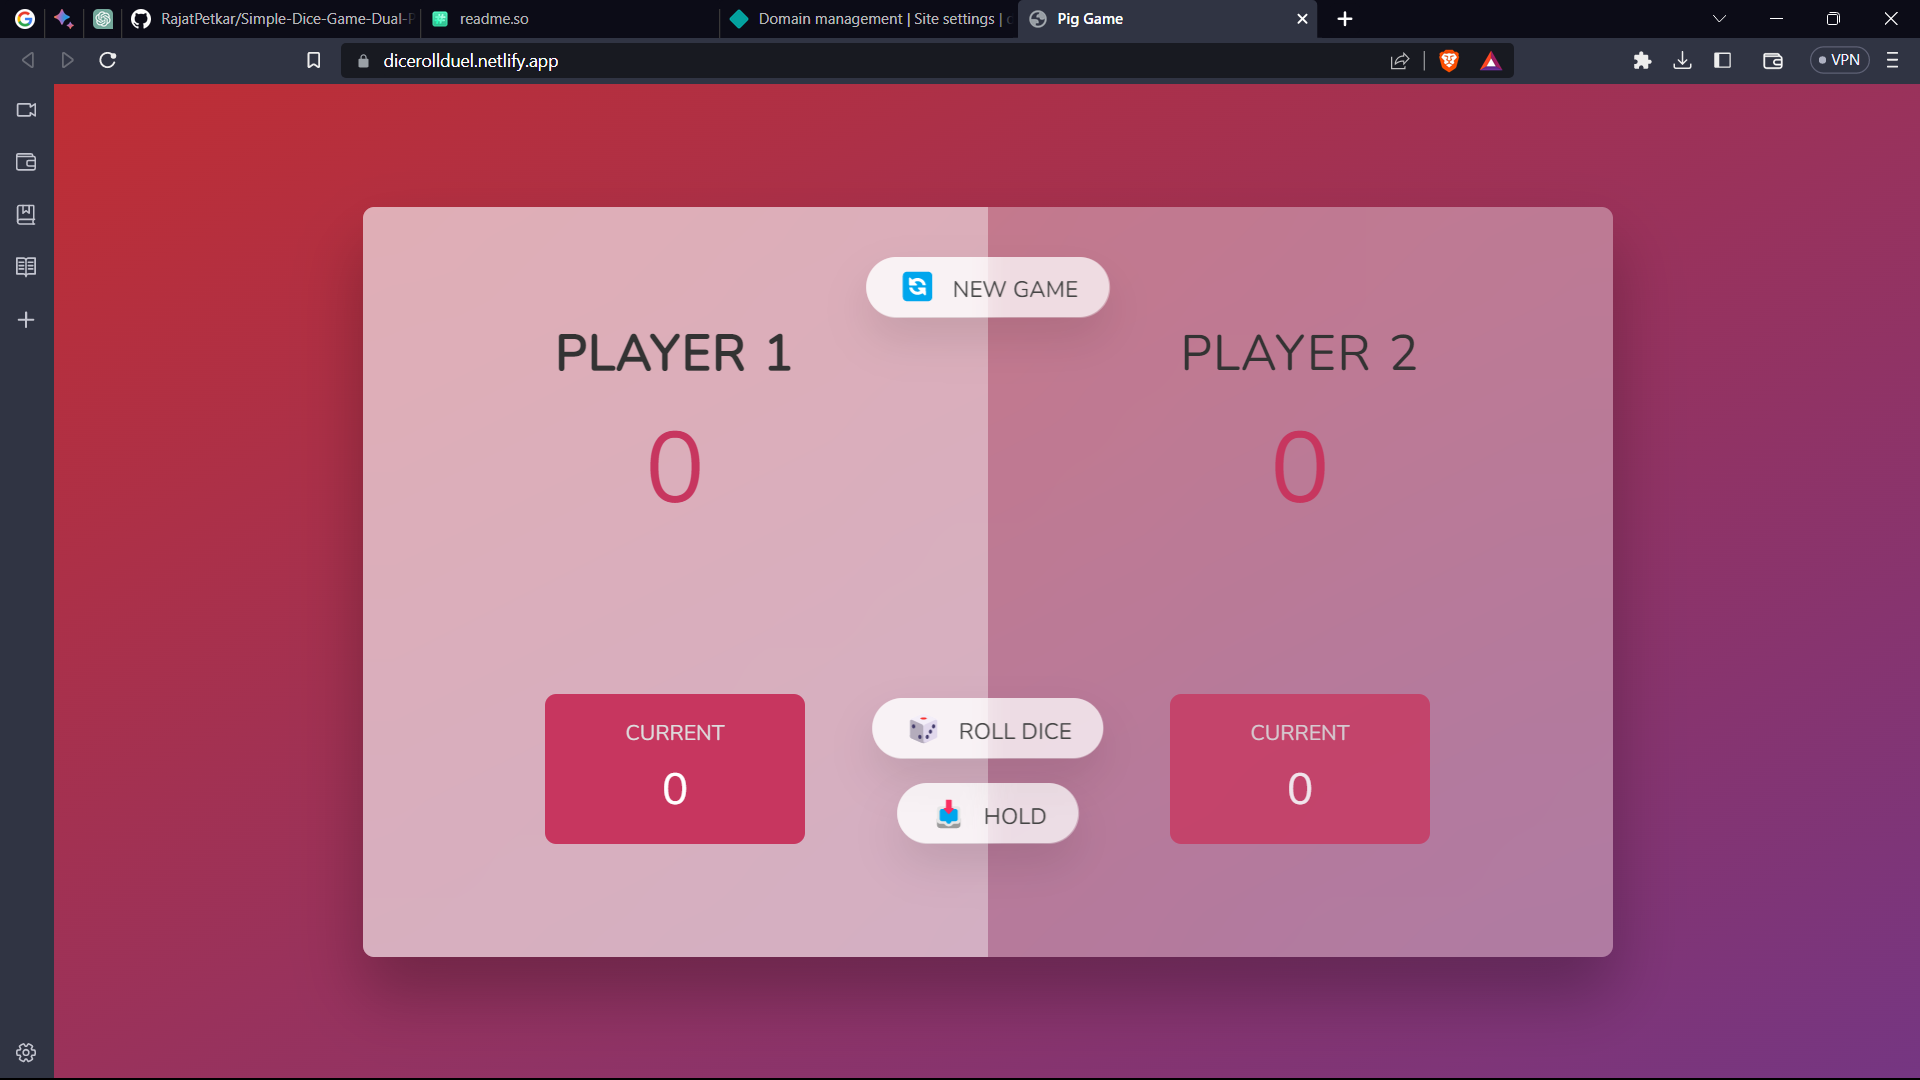 RajatPetkar/Simple-Dice-Game-Dual-P
readme.so
Domain management | Site settings |
Pig Game
dicerollduel.netlify.app
VPN
NEW GAME
PLAYER 1
PLAYER 2
0
0
CURRENT
0
ROLL DICE
HOLD
CURRENT
0